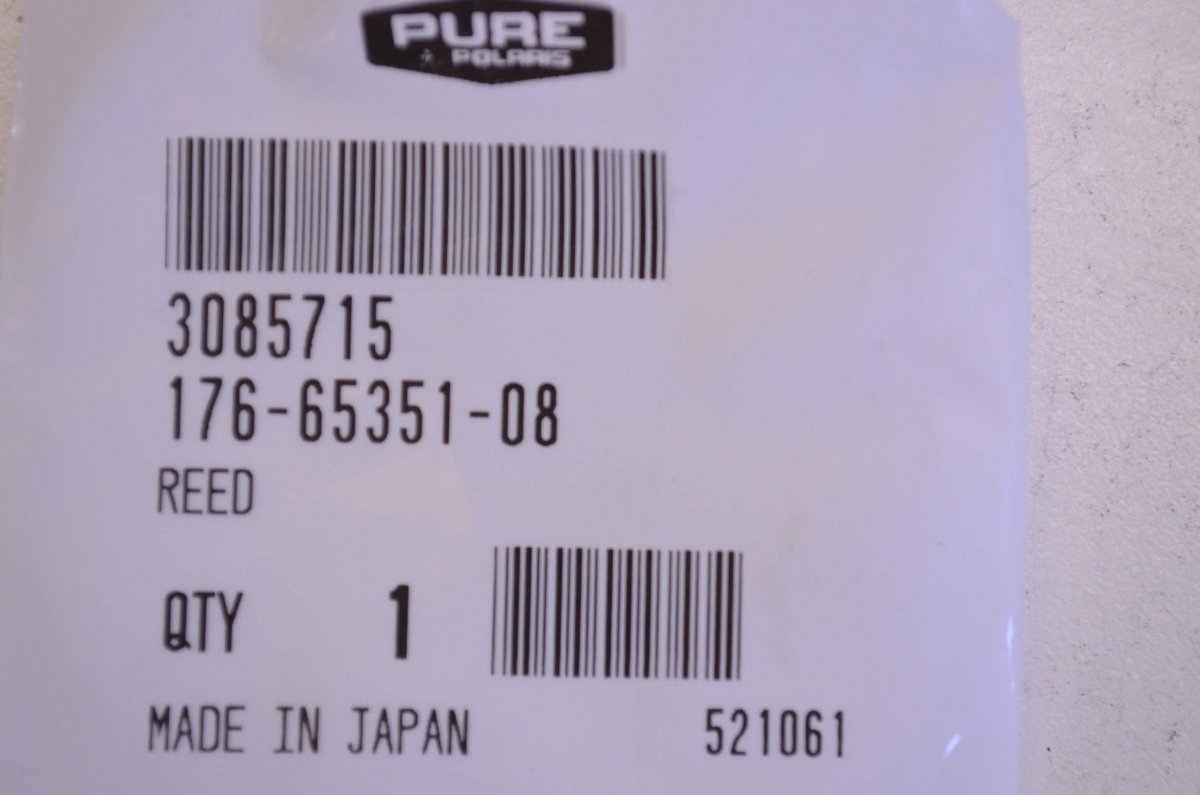 PURE
POLARIS
3085715
176-65351-08
REED
QTY 1
MADE IN JAPAN 521061